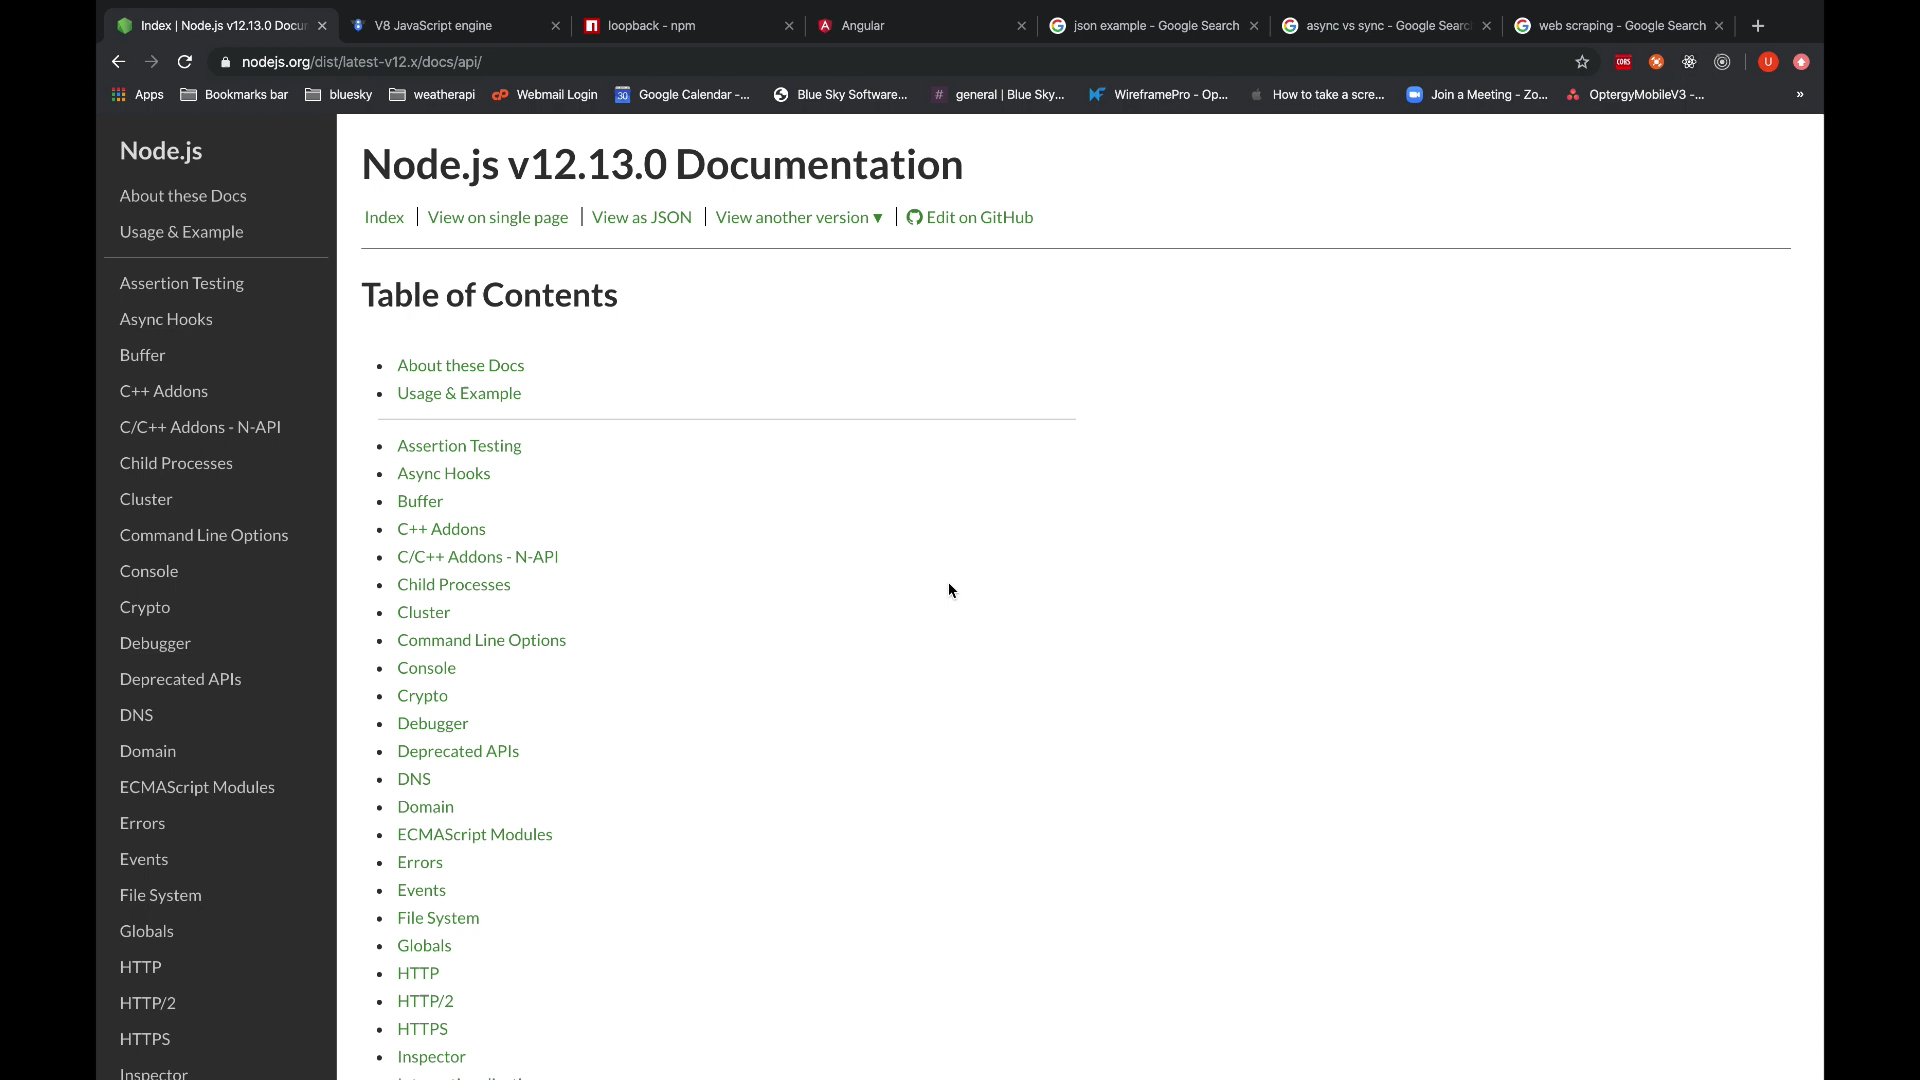 Index | Node.js v12.13.0 Docu
V8 JavaScript engine
loopback - npm
Angular
json example - Google Search
async vs sync - Google Searc
web scraping - Google Search
nodejs.org/dist/latest-v12.x/docs/api/
CORS
U
Apps
Bookmarks bar
bluesky
weatherapi
Webmail Login
30
Google Calendar -...
Blue Sky Software...
# general | Blue Sky...
WireframePro - Op...
How to take a scre...
Join a Meeting - Zo...
OptergyMobileV3 -...
»
Node.js
About these Docs
Usage & Example
Assertion Testing
Async Hooks
Buffer
C++ Addons
C/C++ Addons - N-API
Child Processes
Cluster
Command Line Options
Console
Crypto
Debugger
Deprecated APIs
DNS
Domain
ECMAScript Modules
Errors
Events
File System
Globals
HTTP
HTTP/2
HTTPS
Inspector
Node.js v12.13.0 Documentation
Index | View on single page | View as JSON | View another version ▼ | Edit on GitHub
Table of Contents
• About these Docs
• Usage & Example
• Assertion Testing
• Async Hooks
• Buffer
• C++ Addons
• C/C++ Addons - N-API
• Child Processes
• Cluster
• Command Line Options
• Console
• Crypto
• Debugger
• Deprecated APIs
• DNS
• Domain
• ECMAScript Modules
• Errors
• Events
• File System
• Globals
• HTTP
• HTTP/2
• HTTPS
• Inspector